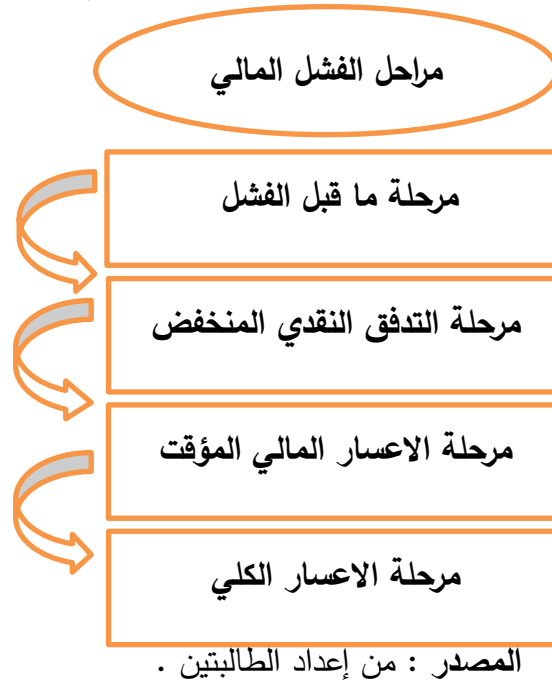 مراحل الفشل المالي
مرحلة ما قبل الفشل
مرحلة التدفق النقدي المنخفض
مرحلة الاعسار المالي المؤقت
مرحلة الاعسار الكلي
المصدر : من إعداد الطالبتين .